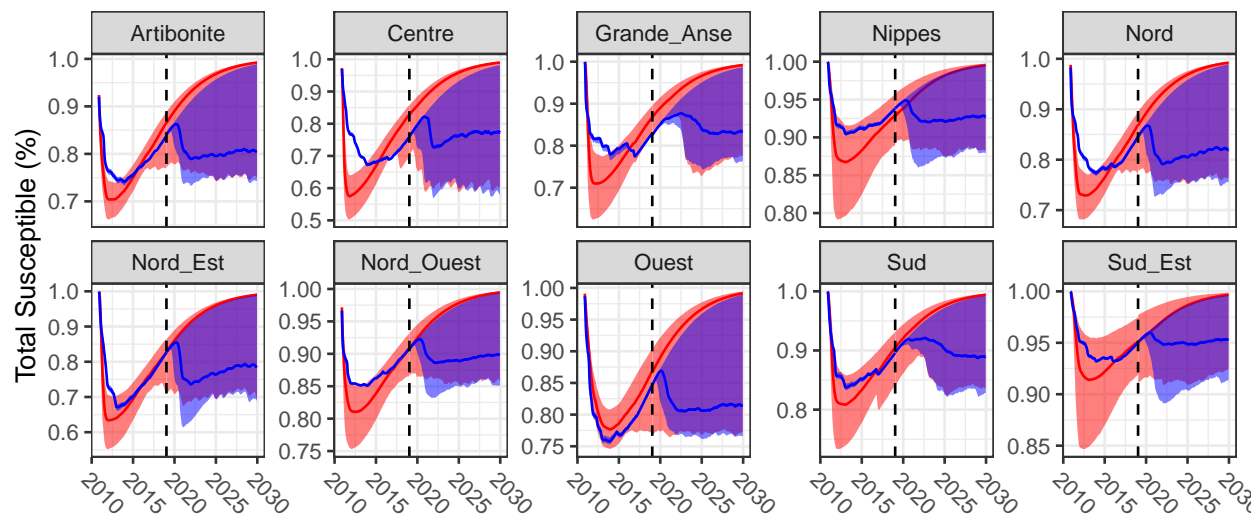 Artibonite Centre Grande_Anse Nippes Nord
1.0 0.9 0.8 0.7
1.0 0.9 0.8 0.7 0.6 0.5
1.0 0.9 0.8 0.7
1.00 0.95 0.90 0.85 0.80
1.0 0.9 0.8 0.7
Total Susceptible (%)
Nord_Est Nord_Ouest Ouest Sud Sud_Est
1.0 0.9 0.8 0.7 0.6
1.00 0.95 0.90 0.85 0.80 0.75
1.00 0.95 0.90 0.85 0.80 0.75
1.0 0.9 0.8
1.00 0.95 0.90 0.85
2010 2015 2020 2025 2030
2010 2015 2020 2025 2030
2010 2015 2020 2025 2030
2010 2015 2020 2025 2030
2010 2015 2020 2025 2030